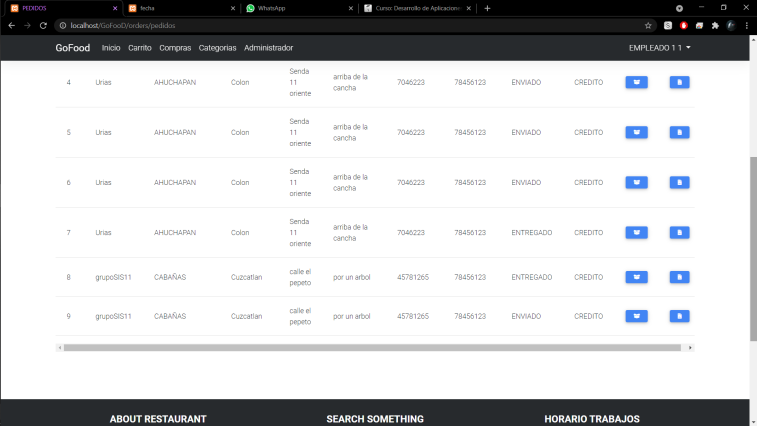 PEDIDOS
fecha
WhatsApp
Curso: Desarrollo de Aplicacione
localhost/GoFooD/orders/pedidos
GoFood Inicio Carrito Compras Categorias Administrador EMPLEADO 1 1
4 Urias AHUCHAPAN Colon Senda 11 oriente arriba de la cancha 7046223 78456123 ENVIADO CREDITO
5 Urias AHUCHAPAN Colon Senda 11 oriente arriba de la cancha 7046223 78456123 ENVIADO CREDITO
6 Urias AHUCHAPAN Colon Senda 11 oriente arriba de la cancha 7046223 78456123 ENVIADO CREDITO
7 Urias AHUCHAPAN Colon Senda 11 oriente arriba de la cancha 7046223 78456123 ENTREGADO CREDITO
8 grupoSIS11 CABAÑAS Cuzcatlan calle el pepeto por un arbol 45781265 78456123 ENTREGADO CREDITO
9 grupoSIS11 CABAÑAS Cuzcatlan calle el pepeto por un arbol 45781265 78456123 ENVIADO CREDITO
ABOUT RESTAURANT SEARCH SOMETHING HORARIO TRABAJOS